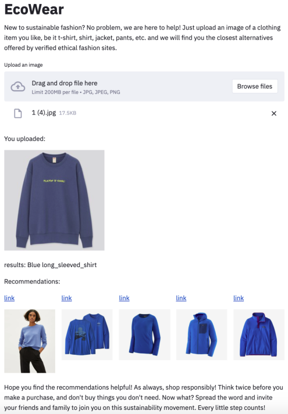 EcoWear
New to sustainable fashion? No problem, we are here to help! Just upload an image of a clothing
item you like, be it t-shirt, shirt, jacket, pants, etc. and we will find you the closest alternatives
offered by verified ethical fashion sites.
Upload an image
Drag and drop file here
Limit 200MB per file • JPG, JPEG, PNG
Browse files
1 (4).jpg 37.6KB
You uploaded:
results: Blue long_sleeved_shirt
Recommendations:
link link link link link
Hope you find the recommendations helpful! As always, shop responsibly! Think twice before you
make a purchase, and don't buy things you don't need. Now what? Spread the word and invite
your friends and family to join you on this sustainability movement. Every little step counts!